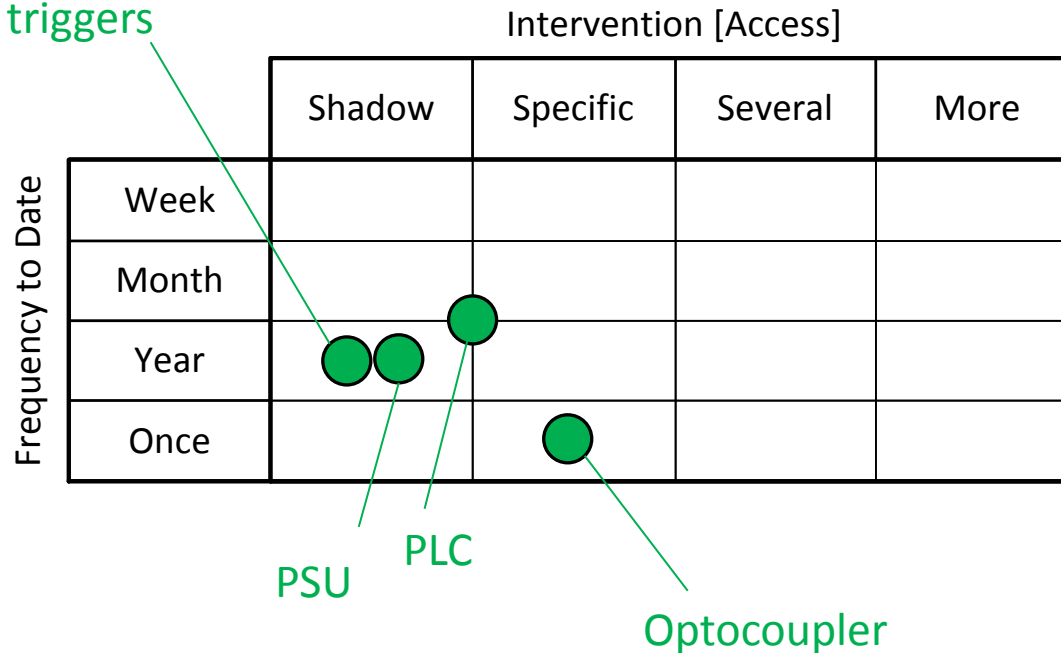 triggers
Intervention [Access]
Shadow Specific Several More
Frequency to Date
Week
Month
Year
Once
PLC
PSU
Optocoupler